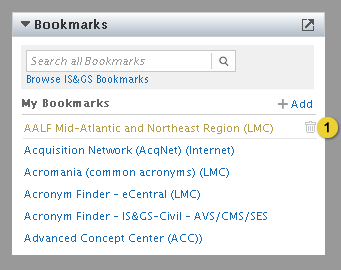 Bookmarks
Search all Bookmarks
Browse IS&GS Bookmarks
My Bookmarks + Add
AALF Mid-Atlantic and Northeast Region (LMC) 1
Acquisition Network (AcqNet) (Internet)
Acromania (common acronyms) (LMC)
Acronym Finder - eCentral (LMC)
Acronym Finder - IS&GS-Civil - AVS/CMS/SES
Advanced Concept Center (ACC))